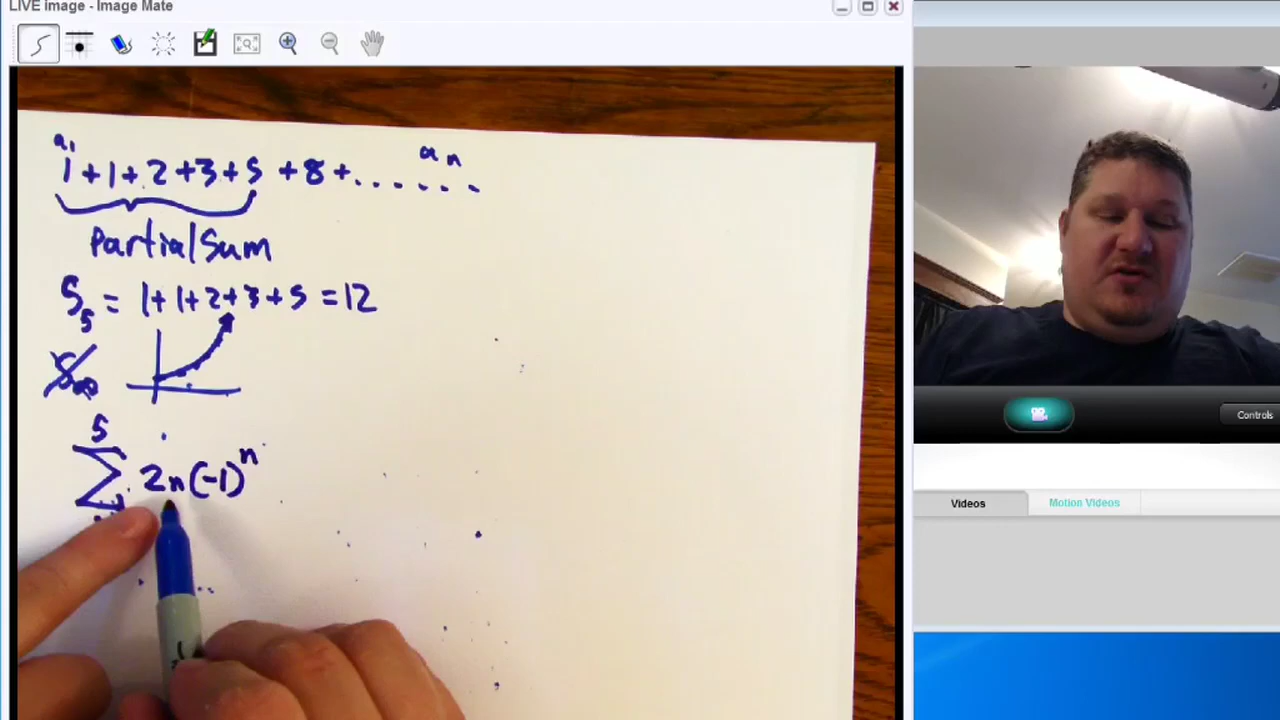 LIVE image - Image Mate
a₁
aₙ
1+1+2+3+5+8+......
partial Sum
S₅ = 1+1+2+3+5 = 12
S∞
5
Σ 2n(-1)ⁿ
Controls
Videos
Motion Videos